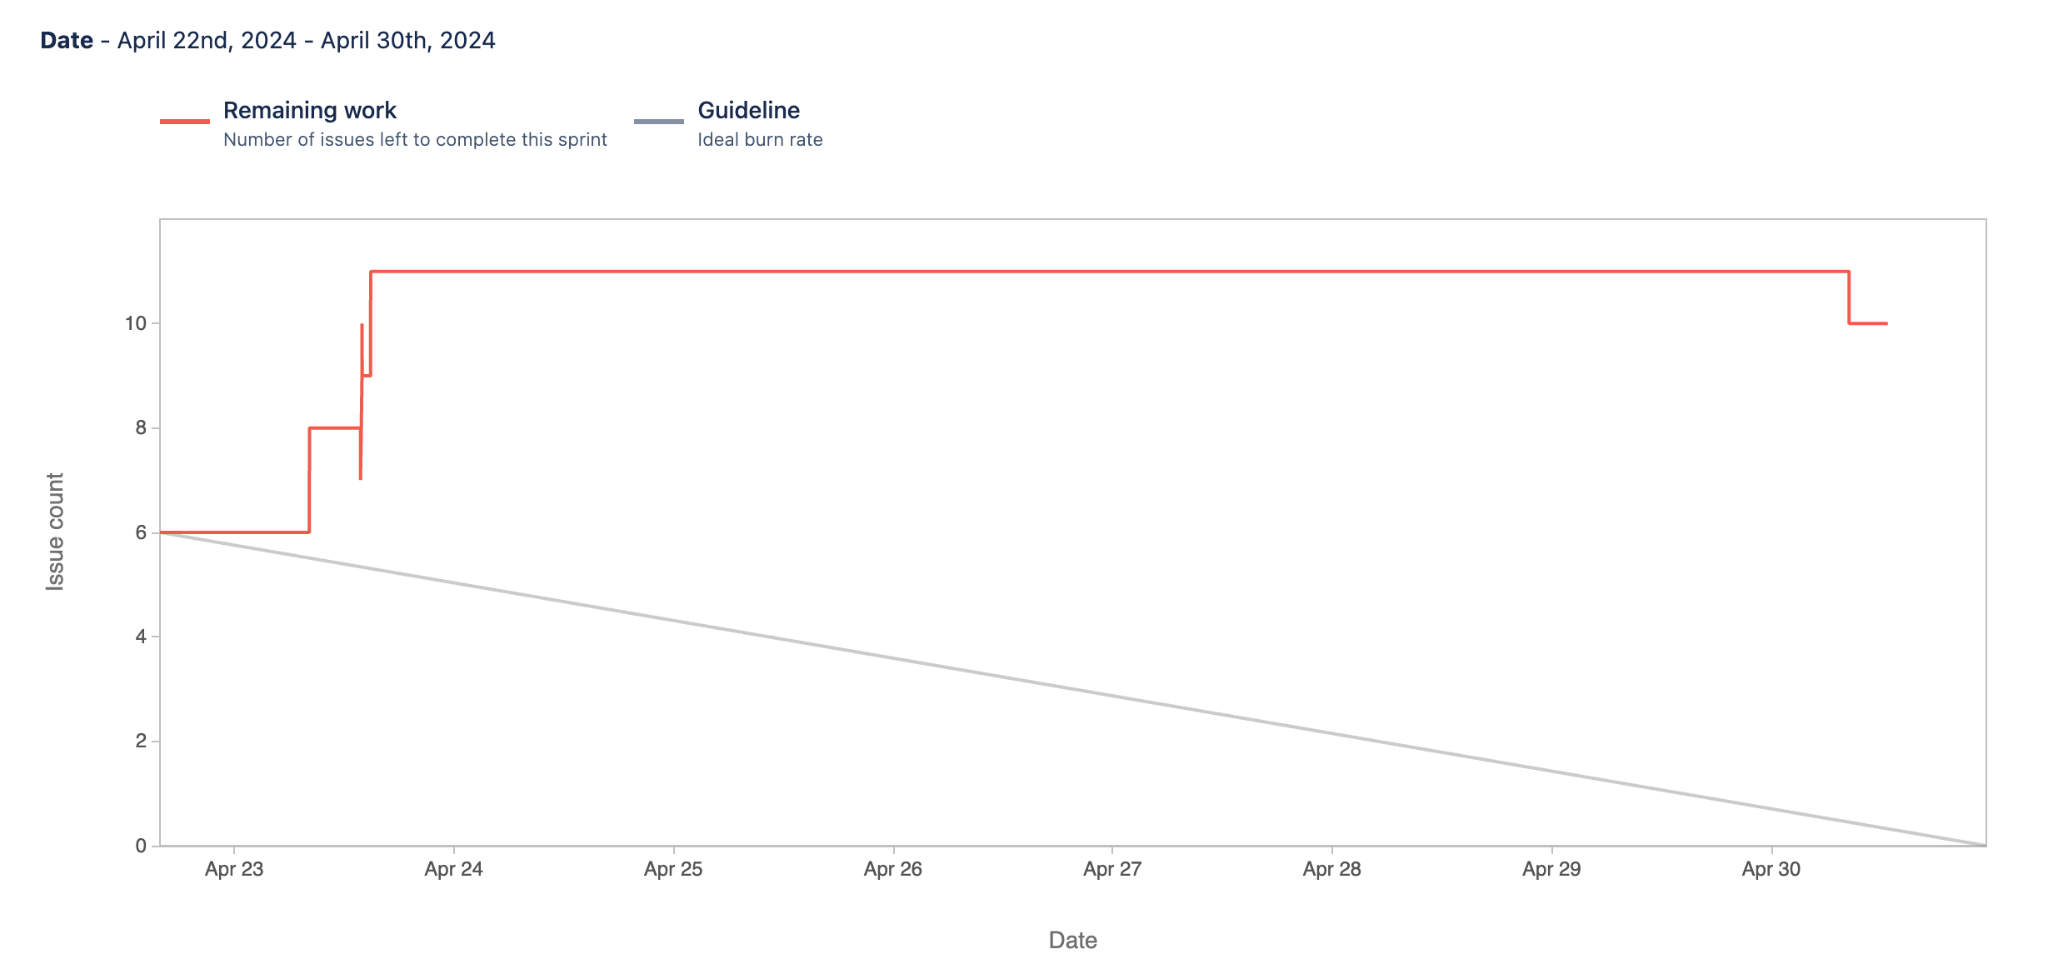 Date - April 22nd, 2024 - April 30th, 2024
Remaining work
Number of issues left to complete this sprint
Guideline
Ideal burn rate
10
8
6
4
2
0
Issue count
Apr 23 Apr 24 Apr 25 Apr 26 Apr 27 Apr 28 Apr 29 Apr 30
Date